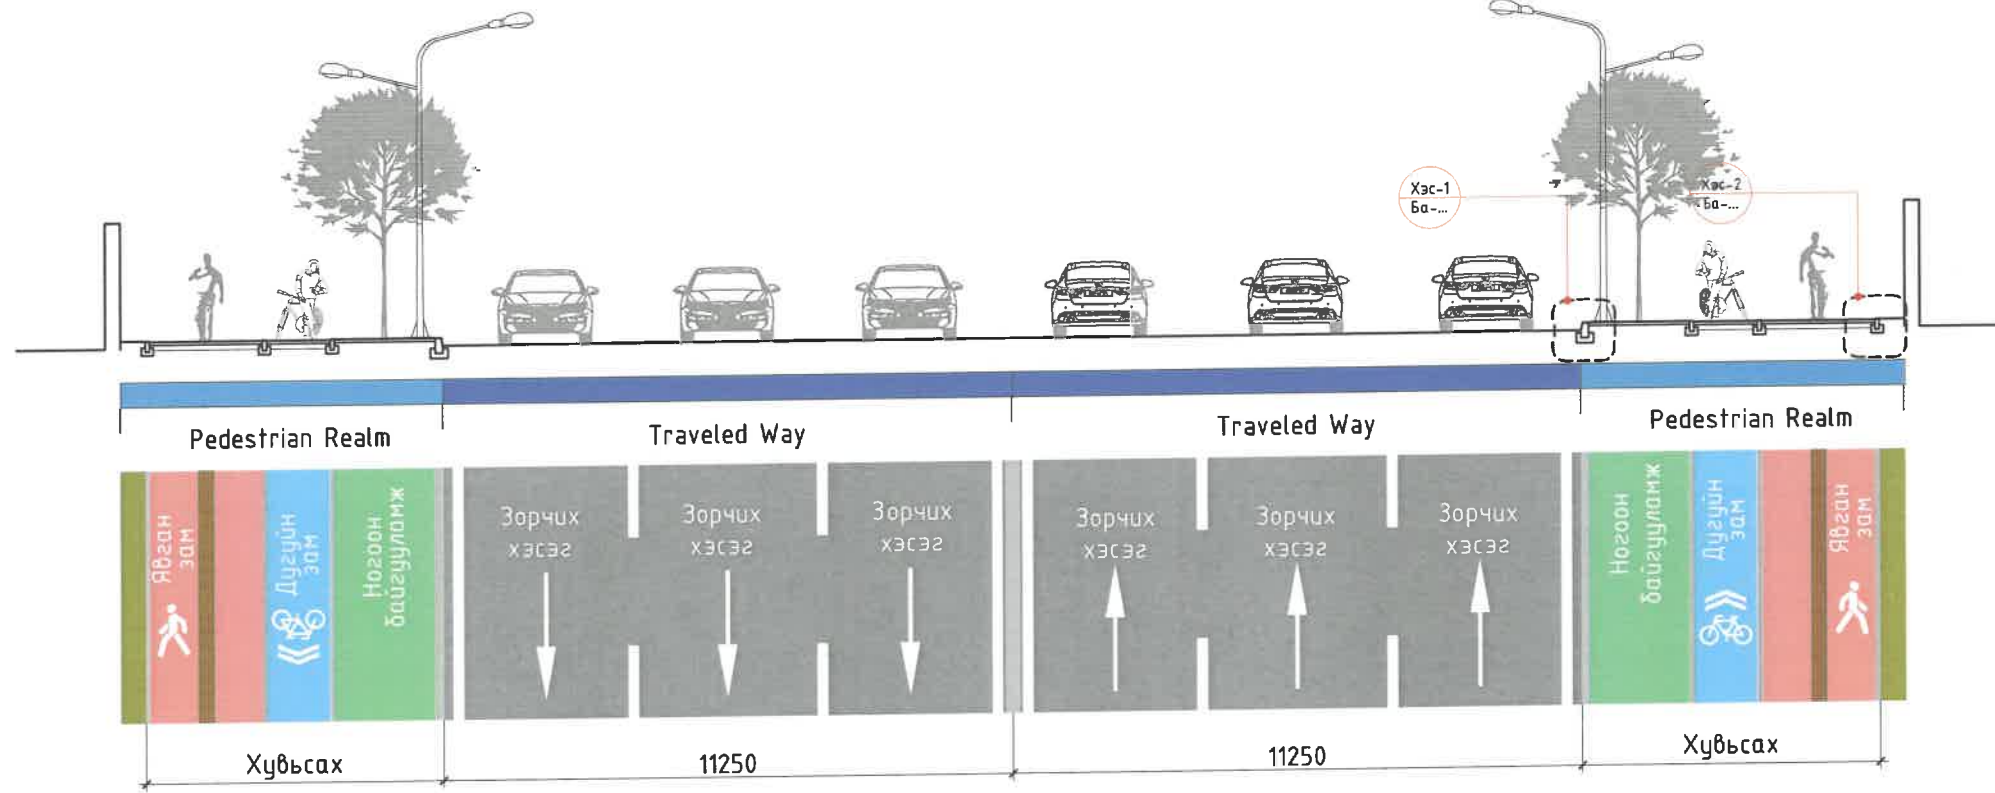 Хэс-1
Ба-...
Хэс-2
Ба-...
Pedestrian Realm
Traveled Way
Traveled Way
Pedestrian Realm
Явган
зам
Дугуйн
зам
Ногоон
байгууламж
Зорчих
хэсэг
Зорчих
хэсэг
Зорчих
хэсэг
Зорчих
хэсэг
Зорчих
хэсэг
Зорчих
хэсэг
Ногоон
байгууламж
Дугуйн
зам
Явган
зам
Хувьсах
11250
11250
Хувьсах